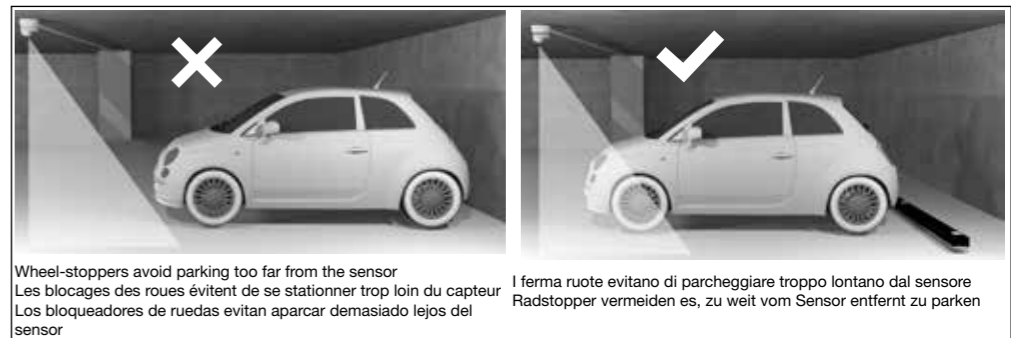 Wheel-stoppers avoid parking too far from the sensor
Les blocages des roues évitent de se stationner trop loin du capteur
Los bloqueadores de ruedas evitan aparcar demasiado lejos del
sensor
I ferma ruote evitano di parcheggiare troppo lontano dal sensore
Radstopper vermeiden es, zu weit vom Sensor entfernt zu parken